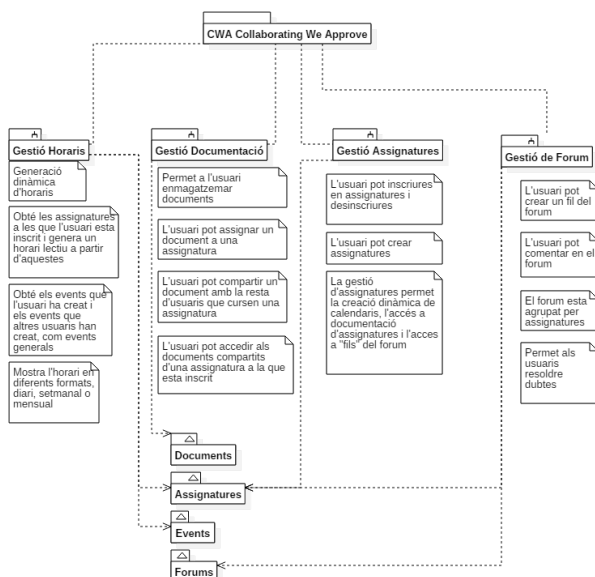 CWA Collaborating We Approve
Gestió Horaris
Generació
dinàmica
d'horaris
Obté les assignatures
a les que l'usuari esta
inscrit i genera un
horari lectiu a partir
d'aquestes
Obté els events que
l'usuari ha creat i
els events que
altres usuaris han
creat, com events
generals
Mostra l'horari en
diferents formats,
diari, setmanal o
mensual
Gestió Documentació
Permet a l'usuari
enmagatzemar
documents
L'usuari pot assignar un
document a una
assignatura
L'usuari pot compartir un
document amb la resta
d'usuaris que cursen una
assignatura
L'usuari pot accedir als
documents compartits
d'una assignatura a la que
esta inscrit
Gestió Assignatures
L'usuari pot inscriures
en assignatures i
desinscriures
L'usuari pot crear
assignatures
La gestió
d'assignatures permet
la creació dinàmica de
calendaris, l'accés a
documentació
d'assignatures i l'acces
a "fils" del forum
Gestió de Forum
L'usuari pot
crear un fil del
forum
L'usuari pot
comentar en el
forum
El forum esta
agrupat per
assignatures
Permet als
usuaris
resoldre
dubtes
Documents
Assignatures
Events
Forums